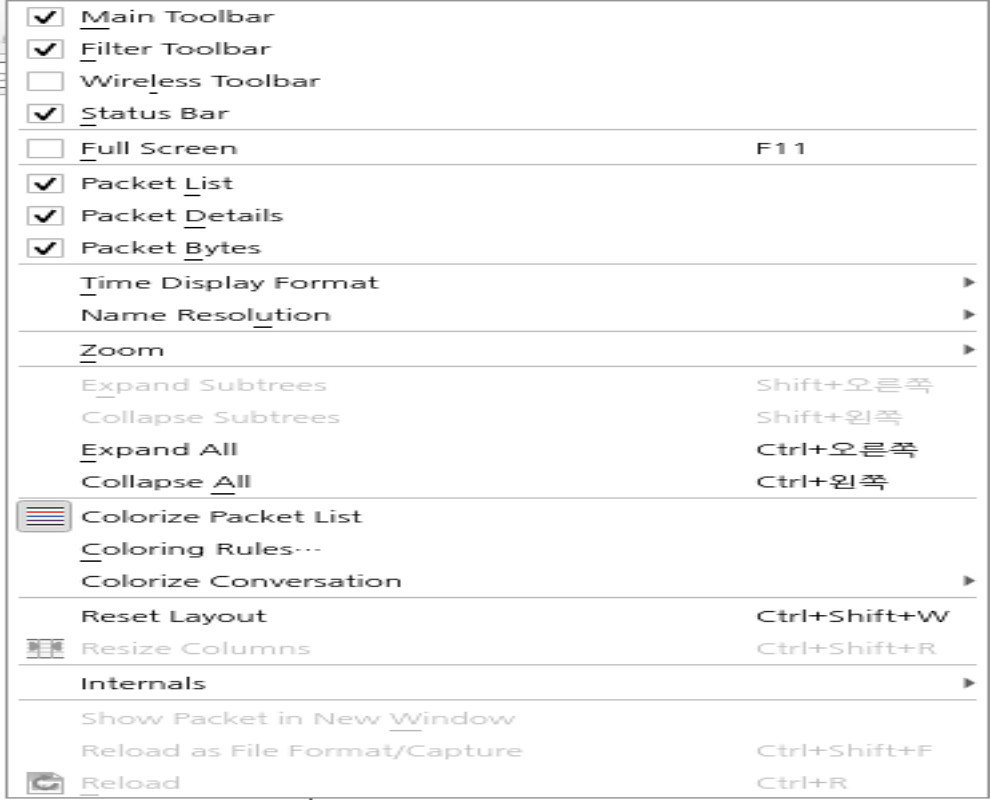 Main Toolbar
Filter Toolbar
Wireless Toolbar
Status Bar
Full Screen F11
Packet List
Packet Details
Packet Bytes
Time Display Format
Name Resolution
Zoom
Expand Subtrees Shift+오른쪽
Collapse Subtrees Shift+왼쪽
Expand All Ctrl+오른쪽
Collapse All Ctrl+왼쪽
Colorize Packet List
Coloring Rules…
Colorize Conversation
Reset Layout Ctrl+Shift+W
Resize Columns Ctrl+Shift+R
Internals
Show Packet in New Window
Reload as File Format/Capture Ctrl+Shift+F
Reload Ctrl+R